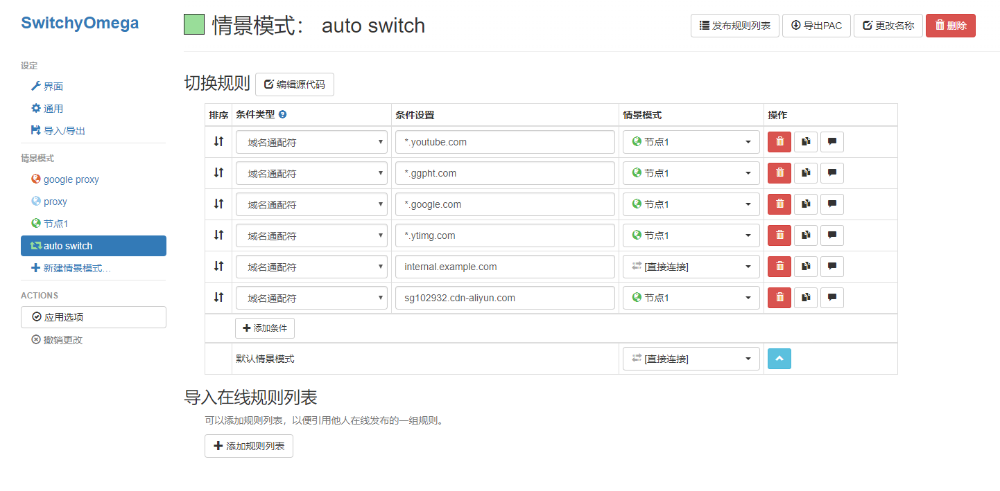 SwitchyOmega
设定
界面
通用
导入/导出
情景模式
google proxy
proxy
节点1
auto switch
新建情景模式…
ACTIONS
应用选项
撤销更改
情景模式： auto switch
发布规则列表 导出PAC 更改名称 删除
切换规则 编辑源代码
排序 条件类型 条件设置 情景模式 操作
域名通配符 *.youtube.com 节点1
域名通配符 *.ggpht.com 节点1
域名通配符 *.google.com 节点1
域名通配符 *.ytimg.com 节点1
域名通配符 internal.example.com [直接连接]
域名通配符 sg102932.cdn-aliyun.com 节点1
添加条件
默认情景模式 [直接连接]
导入在线规则列表
可以添加规则列表，以便引用他人在线发布的一组规则。
添加规则列表